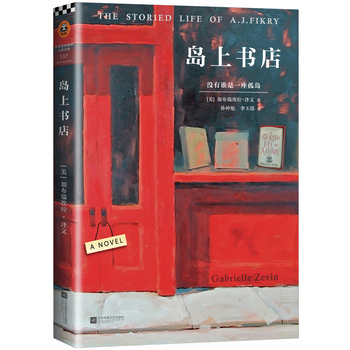 THE STORIED LIFE OF A.J.FIKRY
岛上书店
没有谁是一座孤岛
[美] 加布瑞埃拉·泽文 著
孙仲旭 李玉瑶 译
A NOVEL
Gabrielle Zevin
岛上书店
[美] 加布瑞埃拉·泽文